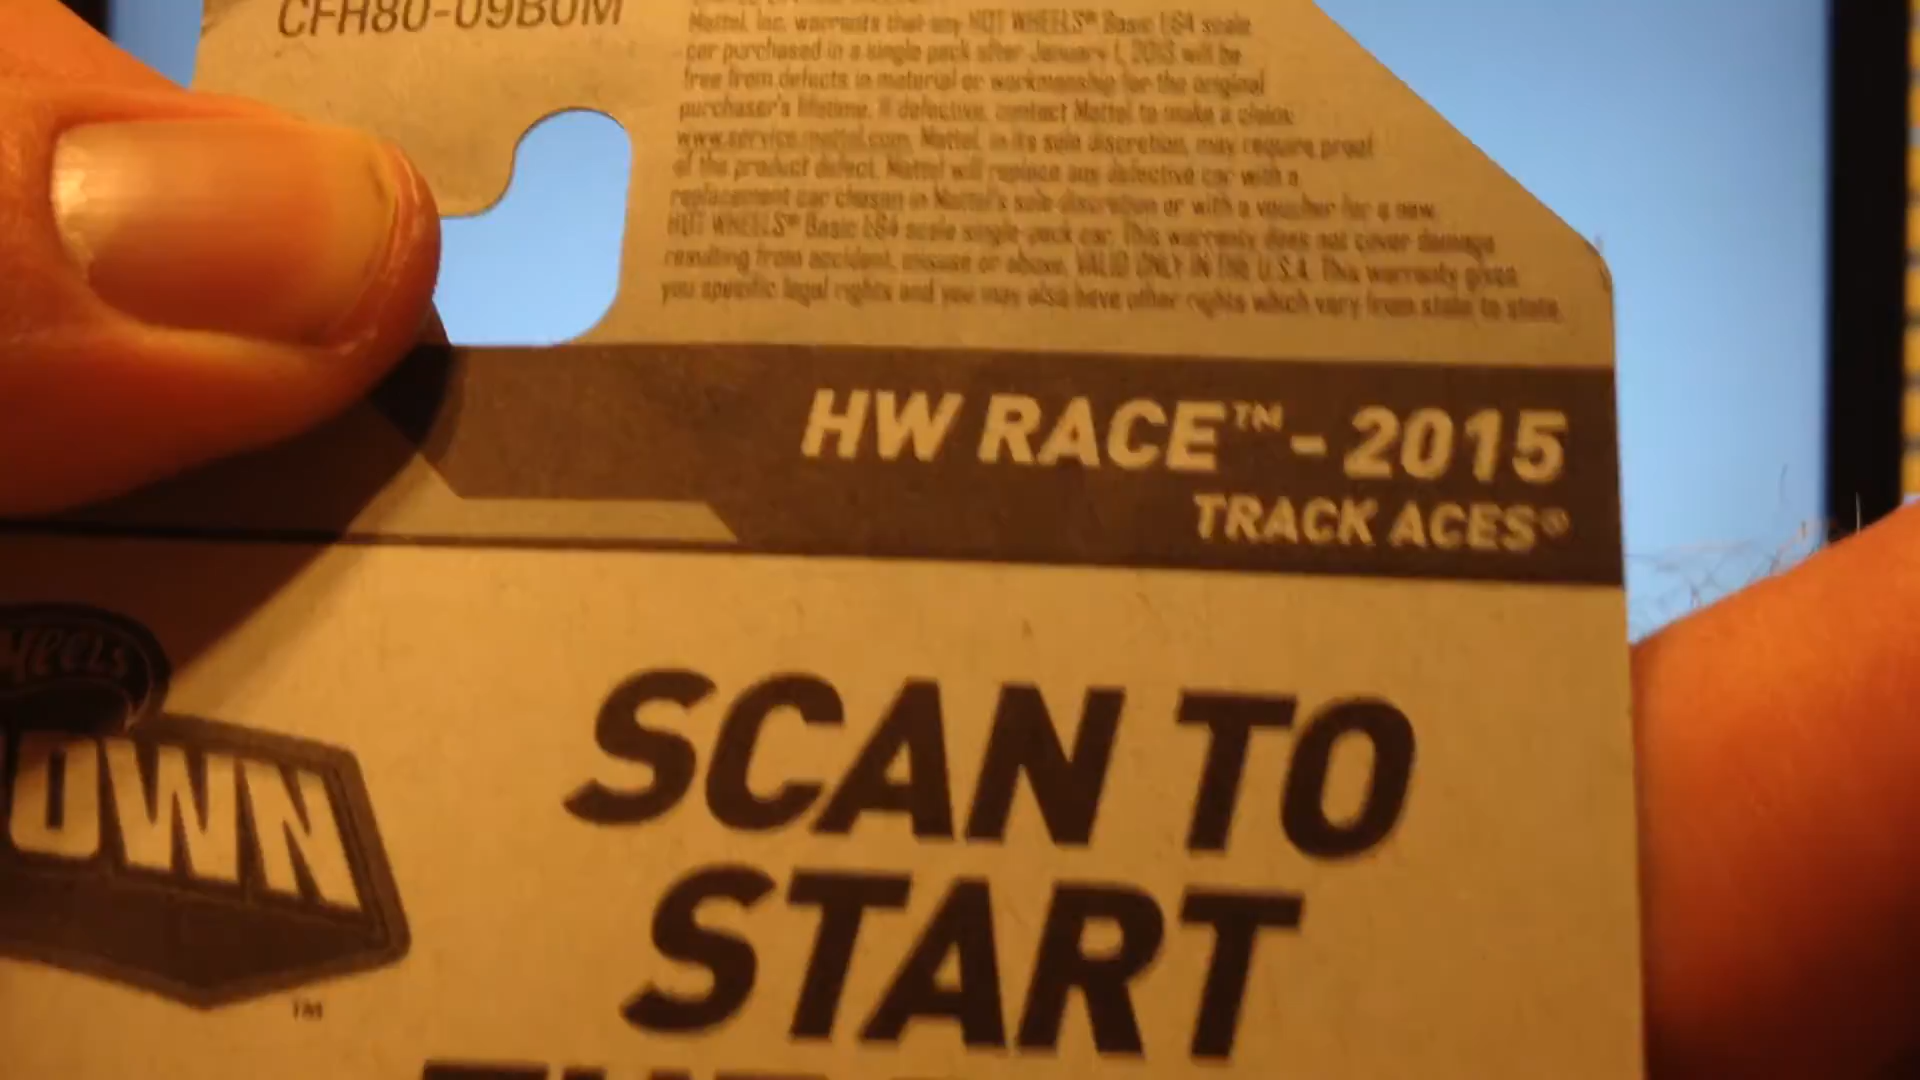 CFH80-09B0M
Mattel, Inc. warrants that any HOT WHEELS® Basic 1:64 scale
car purchased in a single pack after January 1, 2015 will be
free from defects in material or workmanship for the original
purchaser's lifetime. If defective, contact Mattel to make a claim:
www.service.mattel.com. Mattel, in its sole discretion, may require proof
of the product defect. Mattel will replace any defective car with a
replacement car chosen in Mattel's sole discretion or with a voucher for a new
HOT WHEELS® Basic 1:64 scale single-pack car. This warranty does not cover damage
resulting from accident, misuse or abuse. VALID ONLY IN THE U.S.A. This warranty gives
you specific legal rights and you may also have other rights which vary from state to state.
HW RACE™ - 2015
TRACK ACES®
Wheels
OWN
TM
SCAN TO
START